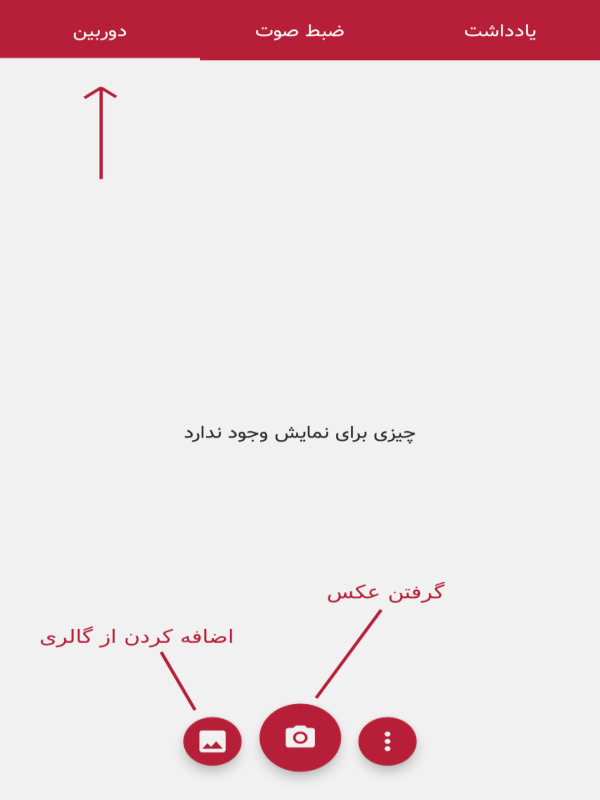 یادداشت
ضبط صوت
دوربین
چیزی برای نمایش وجود ندارد
گرفتن عکس
اضافه کردن از گالری